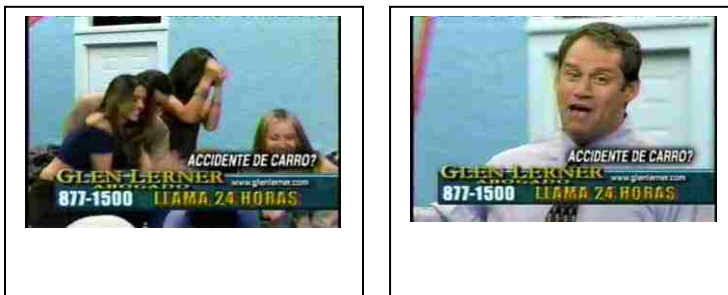 ACCIDENTE DE CARRO?
GLEN LERNER
ABOGADO www.glenlerner.com
877-1500 LLAMA 24 HORAS
ACCIDENTE DE CARRO?
GLEN LERNER
ABOGADO www.glenlerner.com
877-1500 LLAMA 24 HORAS